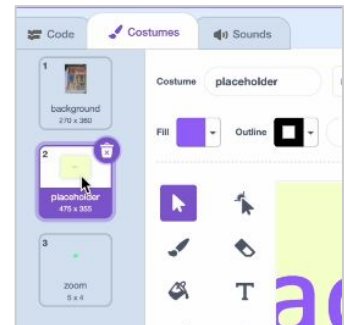 Code
Costumes
Sounds
1
background
270 x 360
2
placeholder
475 x 355
3
zoom
5 x 4
Costume
placeholder
Fill
Outline
T